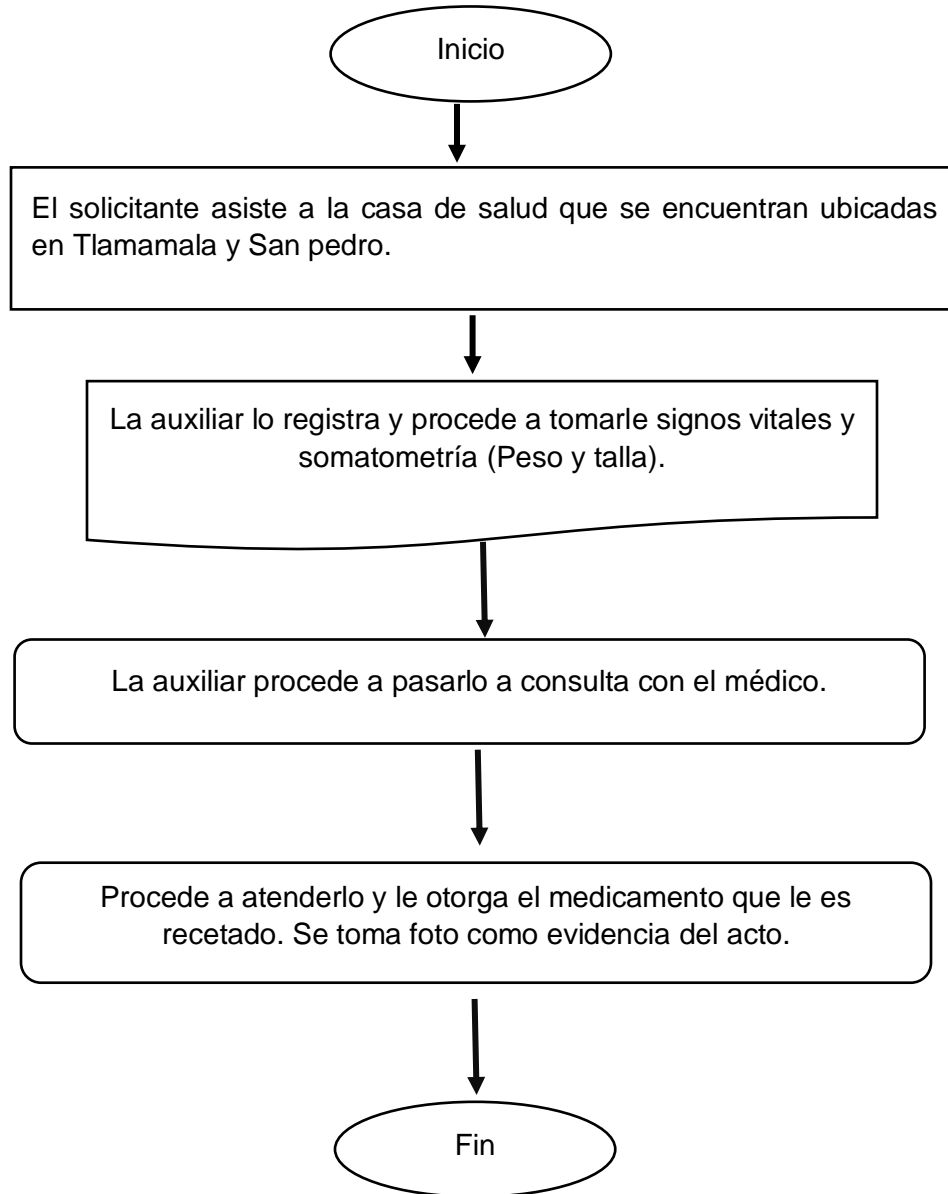 Inicio
El solicitante asiste a la casa de salud que se encuentran ubicadas
en Tlamamala y San pedro.
La auxiliar lo registra y procede a tomarle signos vitales y
somatometría (Peso y talla).
La auxiliar procede a pasarlo a consulta con el médico.
Procede a atenderlo y le otorga el medicamento que le es
recetado. Se toma foto como evidencia del acto.
Fin